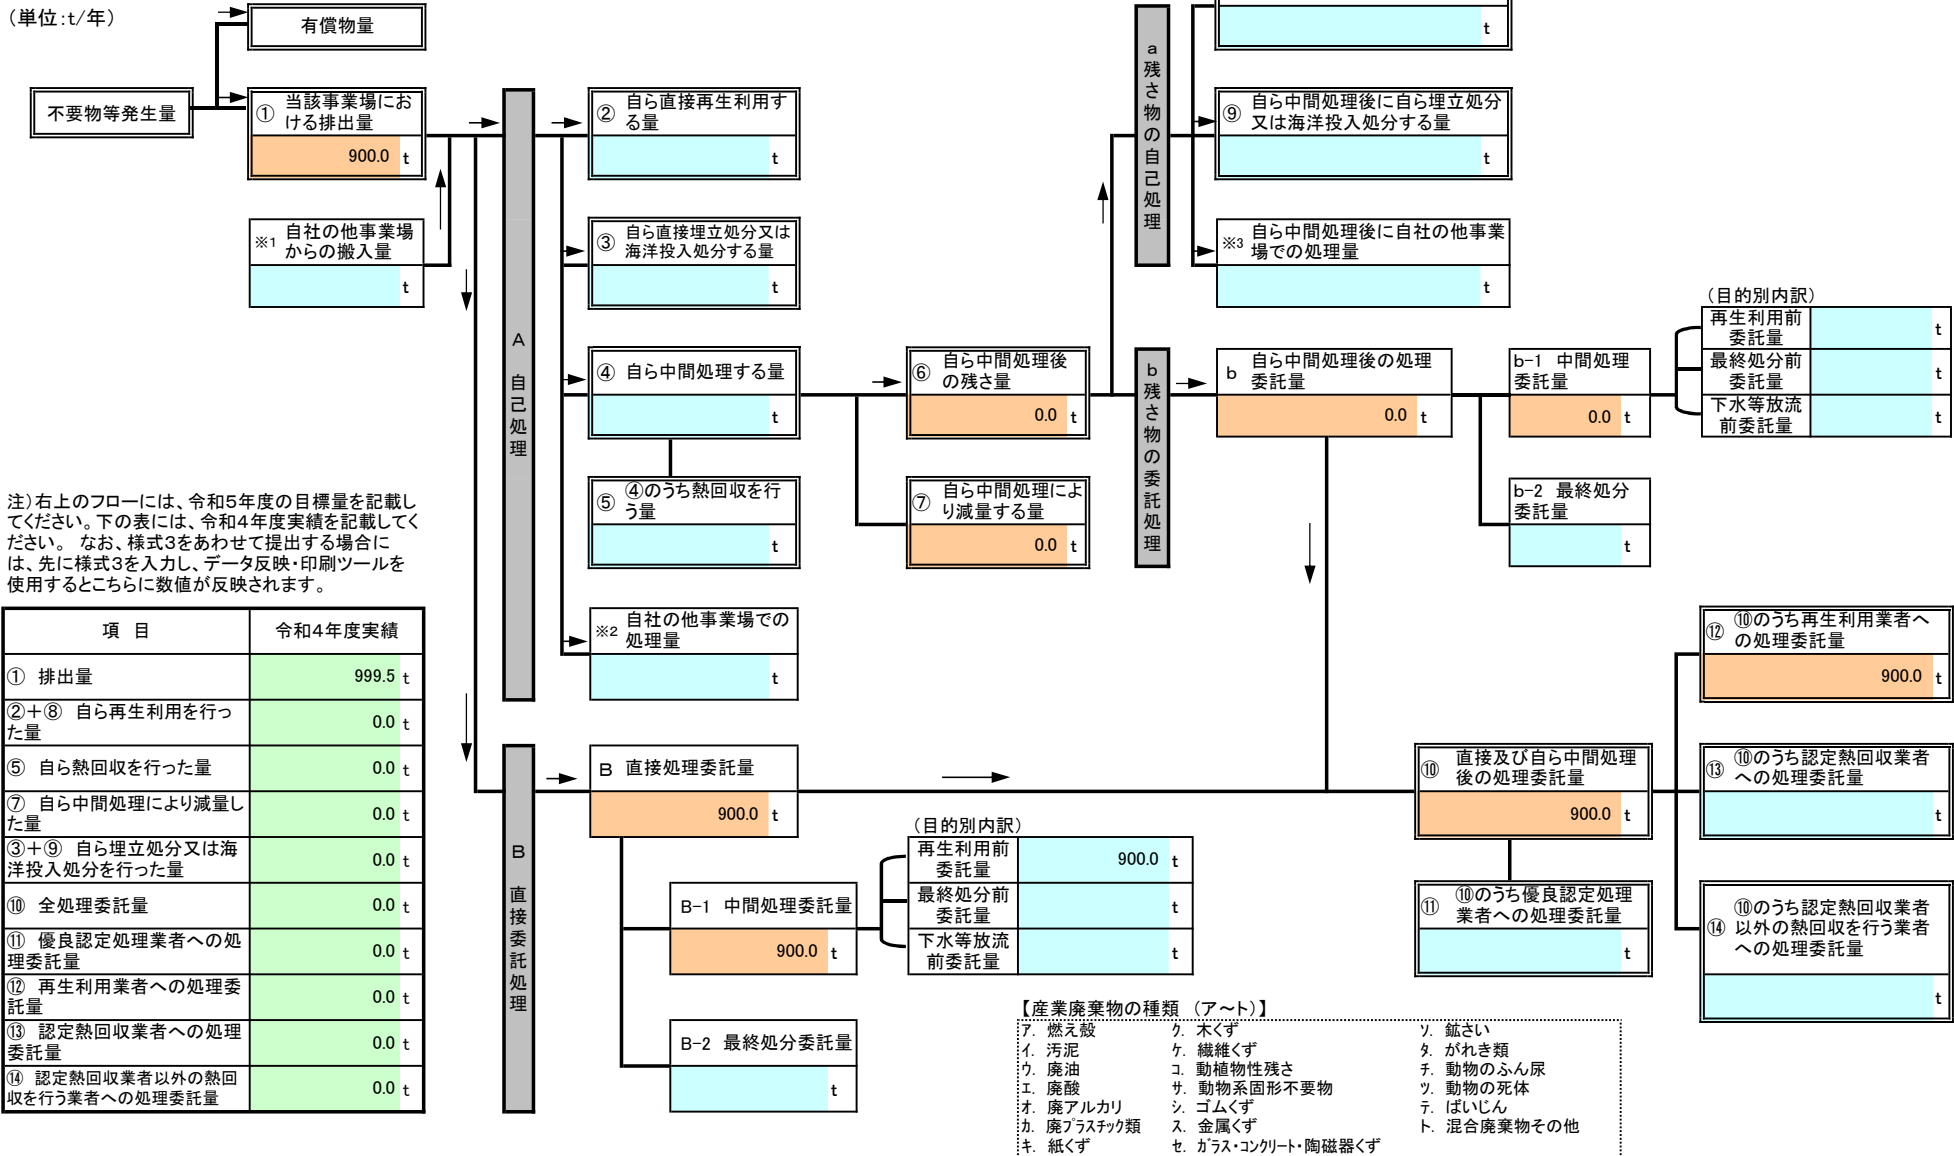 (単位:t/年)
有償物量
不要物等発生量
① 当該事業場にお
ける排出量
900.0 t
※1 自社の他事業場
からの搬入量
t
A 自己処理
② 自ら直接再生利用す
る量
t
③ 自ら直接埋立処分又は
海洋投入処分する量
t
④ 自ら中間処理する量
t
⑤ ④のうち熱回収を行
う量
t
※2 自社の他事業場での
処理量
t
⑥ 自ら中間処理後
の残さ量
0.0 t
⑦ 自ら中間処理によ
り減量する量
0.0 t
a 残さ物の自己処理
t
⑨ 自ら中間処理後に自ら埋立処分
又は海洋投入処分する量
t
※3 自ら中間処理後に自社の他事業
場での処理量
t
b 残さ物の委託処理
b 自ら中間処理後の処理
委託量
0.0 t
b-1 中間処理
委託量
0.0 t
b-2 最終処分
委託量
t
(目的別内訳)
再生利用前
委託量
t
最終処分前
委託量
t
下水等放流
前委託量
t
注)右上のフローには、令和5年度の目標量を記載し
てください。下の表には、令和4年度実績を記載してく
ださい。 なお、様式3をあわせて提出する場合に
は、先に様式3を入力し、データ反映・印刷ツールを
使用するとこちらに数値が反映されます。
項 目 令和4年度実績
① 排出量 999.5 t
②+⑧ 自ら再生利用を行っ
た量 0.0 t
⑤ 自ら熱回収を行った量 0.0 t
⑦ 自ら中間処理により減量し
た量 0.0 t
③+⑨ 自ら埋立処分又は海
洋投入処分を行った量 0.0 t
⑩ 全処理委託量 0.0 t
⑪ 優良認定処理業者への処
理委託量 0.0 t
⑫ 再生利用業者への処理委
託量 0.0 t
⑬ 認定熱回収業者への処理
委託量 0.0 t
⑭ 認定熱回収業者以外の熱回
収を行う業者への処理委託量 0.0 t
B 直接委託処理
B 直接処理委託量
900.0 t
B-1 中間処理委託量
900.0 t
B-2 最終処分委託量
t
(目的別内訳)
再生利用前
委託量
900.0 t
最終処分前
委託量
t
下水等放流
前委託量
t
⑩ 直接及び自ら中間処理
後の処理委託量
900.0 t
⑪ ⑩のうち優良認定処理
業者への処理委託量
t
⑫ ⑩のうち再生利用業者へ
の処理委託量
900.0 t
⑬ ⑩のうち認定熱回収業者
への処理委託量
t
⑭ ⑩のうち認定熱回収業者
以外の熱回収を行う業者
への処理委託量
t
【産業廃棄物の種類 (ア~ト)】
ア. 燃え殻 ク. 木くず ソ. 鉱さい
イ. 汚泥 ケ. 繊維くず タ. がれき類
ウ. 廃油 コ. 動植物性残さ チ. 動物のふん尿
エ. 廃酸 サ. 動物系固形不要物 ツ. 動物の死体
オ. 廃アルカリ シ. ゴムくず テ. ばいじん
カ. 廃プラスチック類 ス. 金属くず ト. 混合廃棄物その他
キ. 紙くず セ. ガラス・コンクリート・陶磁器くず